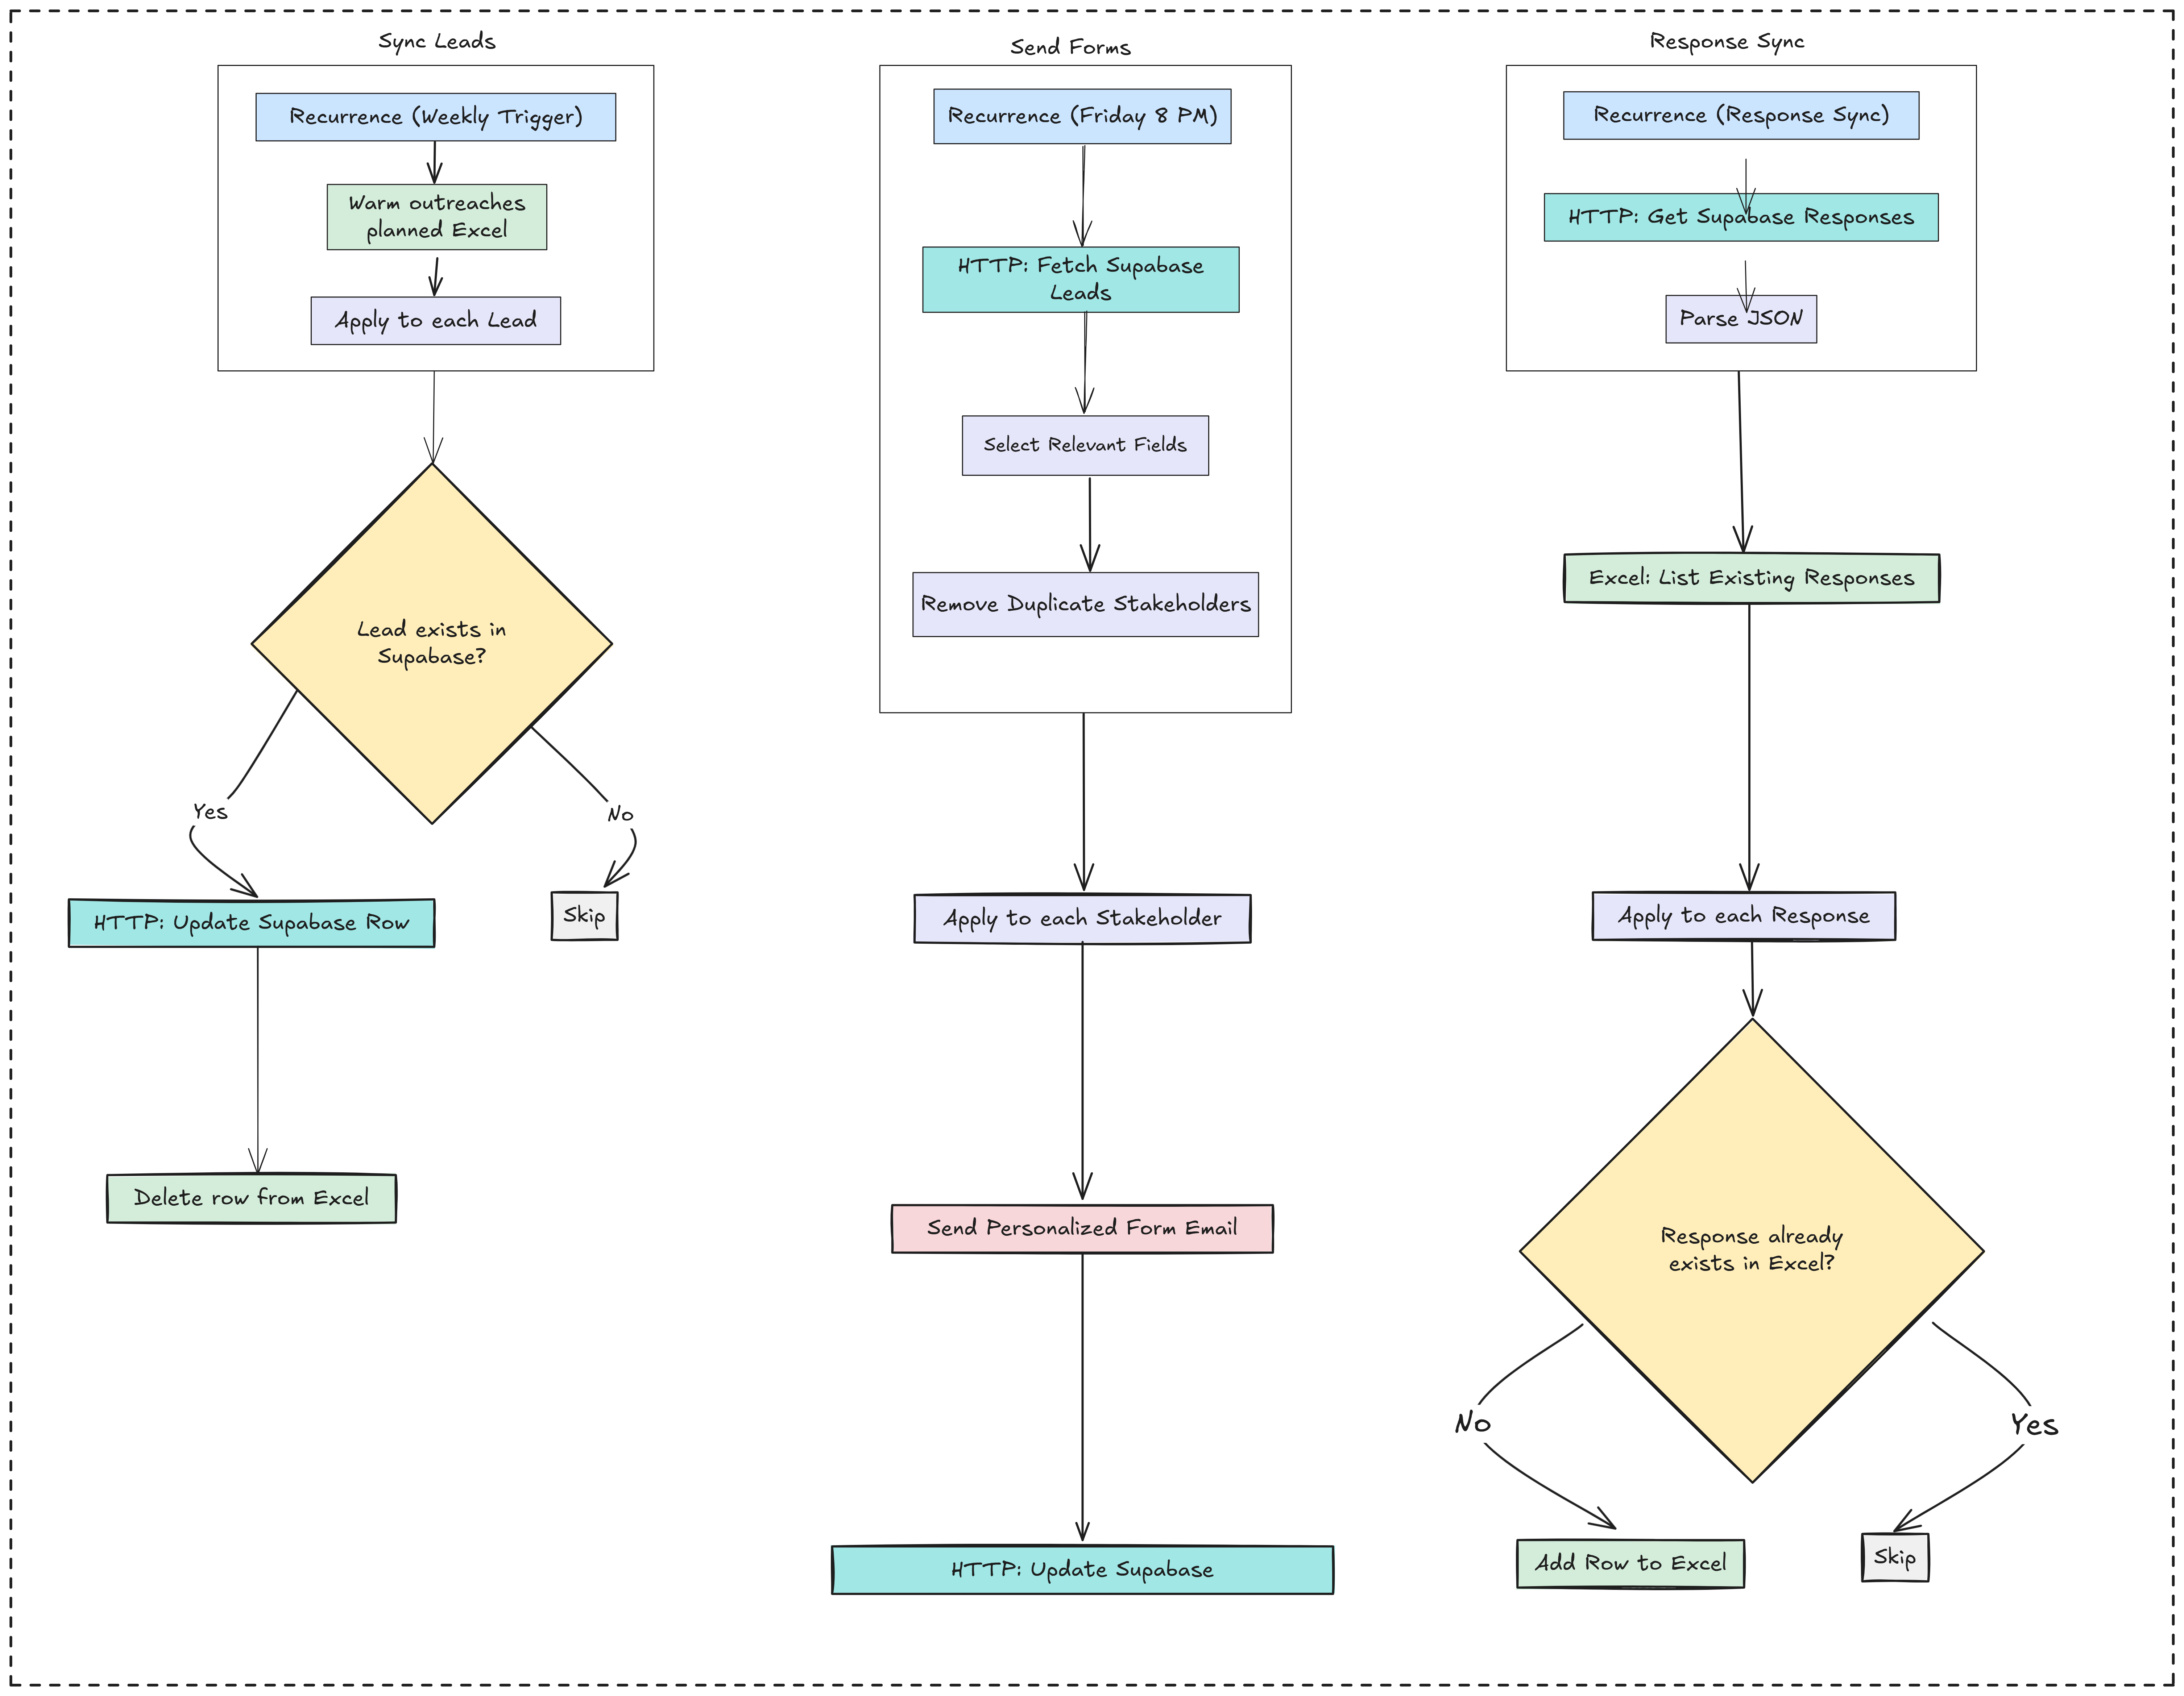 Sync Leads
Recurrence (Weekly Trigger)
Warm outreaches
planned Excel
Apply to each Lead
Lead exists in
Supabase?
Yes
No
HTTP: Update Supabase Row
Skip
Delete row from Excel
Send Forms
Recurrence (Friday 8 PM)
HTTP: Fetch Supabase
Leads
Select Relevant Fields
Remove Duplicate Stakeholders
Apply to each Stakeholder
Send Personalized Form Email
HTTP: Update Supabase
Response Sync
Recurrence (Response Sync)
HTTP: Get Supabase Responses
Parse JSON
Excel: List Existing Responses
Apply to each Response
Response already
exists in Excel?
No
Yes
Add Row to Excel
Skip